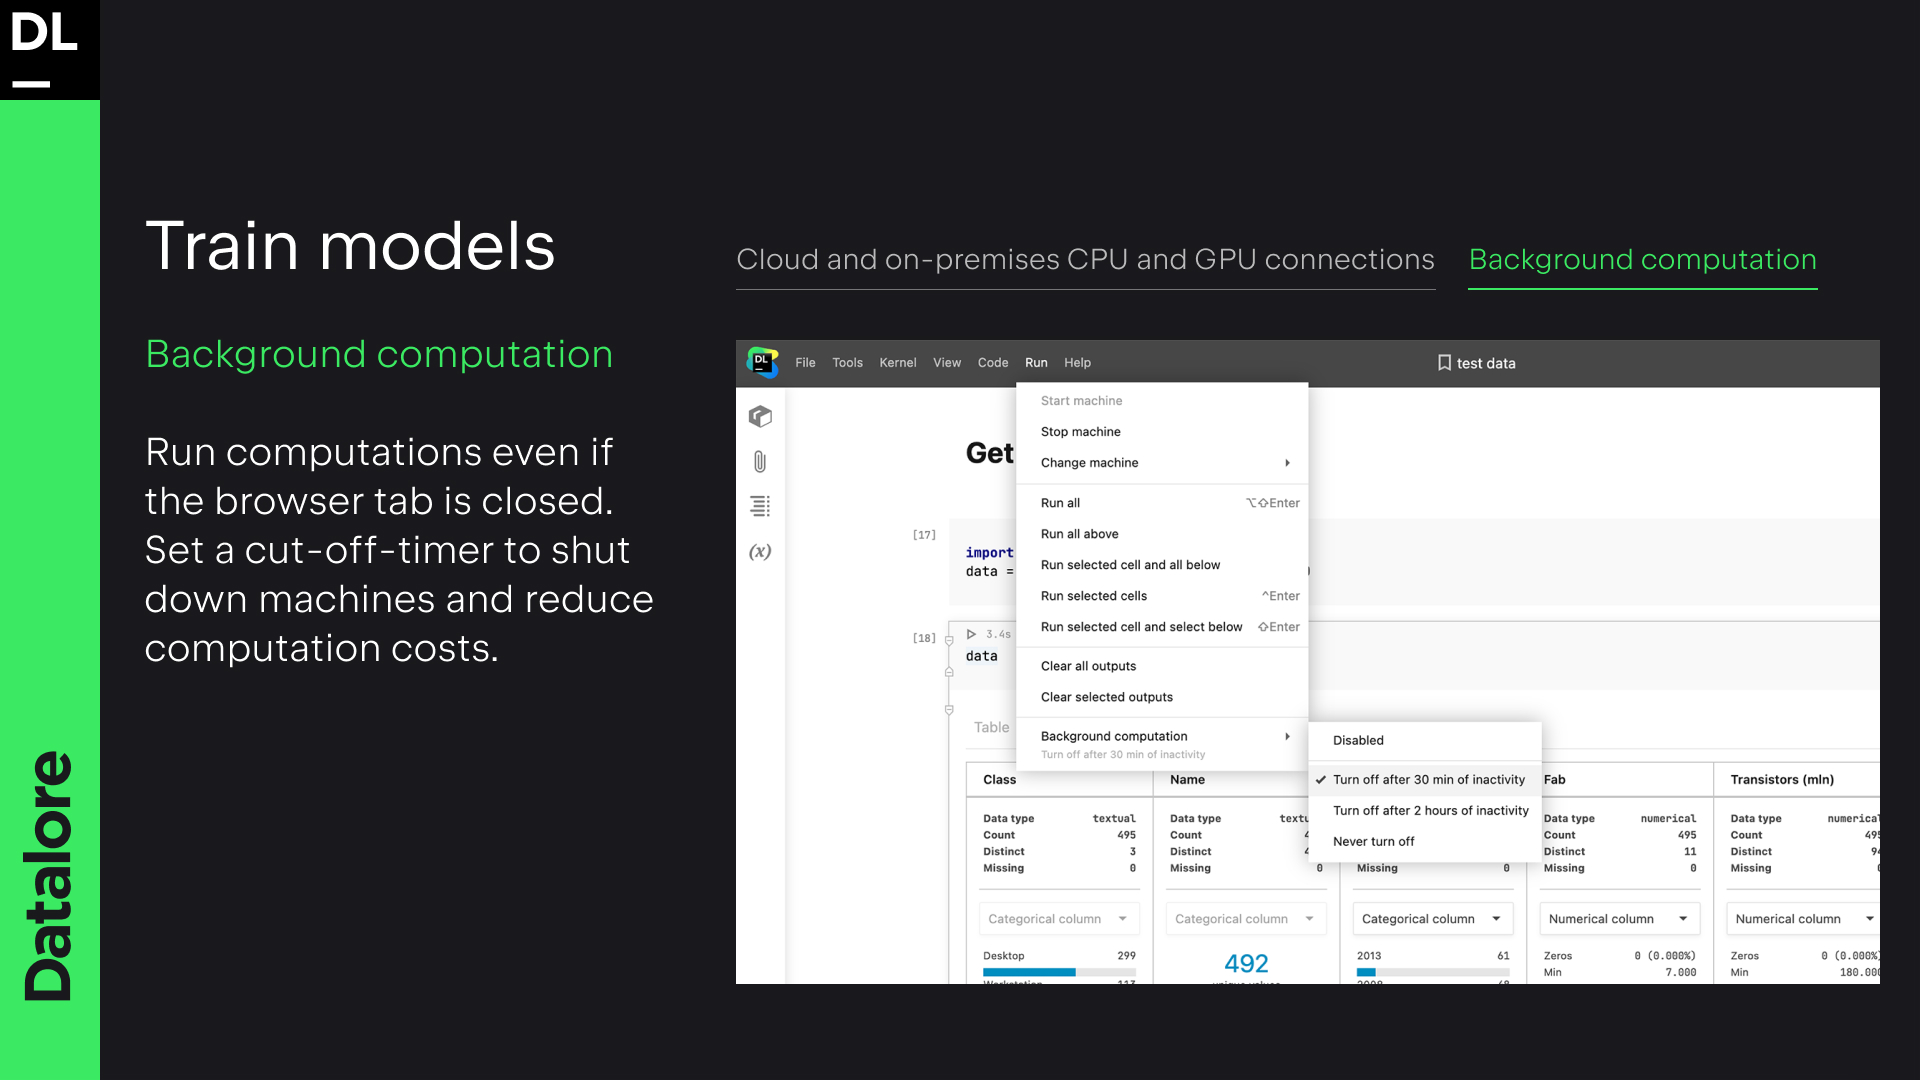 DL
Datalore
Train models
Background computation
Run computations even if
the browser tab is closed.
Set a cut-off-timer to shut
down machines and reduce
computation costs.
Cloud and on-premises CPU and GPU connections
Background computation
DL
File Tools Kernel View Code Run Help
test data
Start machine
Stop machine
Change machine
Run all ⌥⇧Enter
Run all above
Run selected cell and all below
Run selected cells ^Enter
Run selected cell and select below ⇧Enter
Clear all outputs
Clear selected outputs
Background computation
Turn off after 30 min of inactivity
Disabled
✓ Turn off after 30 min of inactivity
Turn off after 2 hours of inactivity
Never turn off
(x)
Get
[17]
import
data =
[18] 3.4s
data
Table
Class Name Fab Transistors (mln)
Data type textual Data type Data type numerical Data type
Count 495 Count Count 495 Count
Distinct 3 Distinct Distinct 11 Distinct
Missing 0 Missing 0 Missing 0 Missing 0 Missing
Categorical column Categorical column Categorical column Numerical column Numerical column
Desktop 299 492 2013 61 Zeros 0 (0.000%) Zeros 0 (0.000%)
Min 7.000 Min